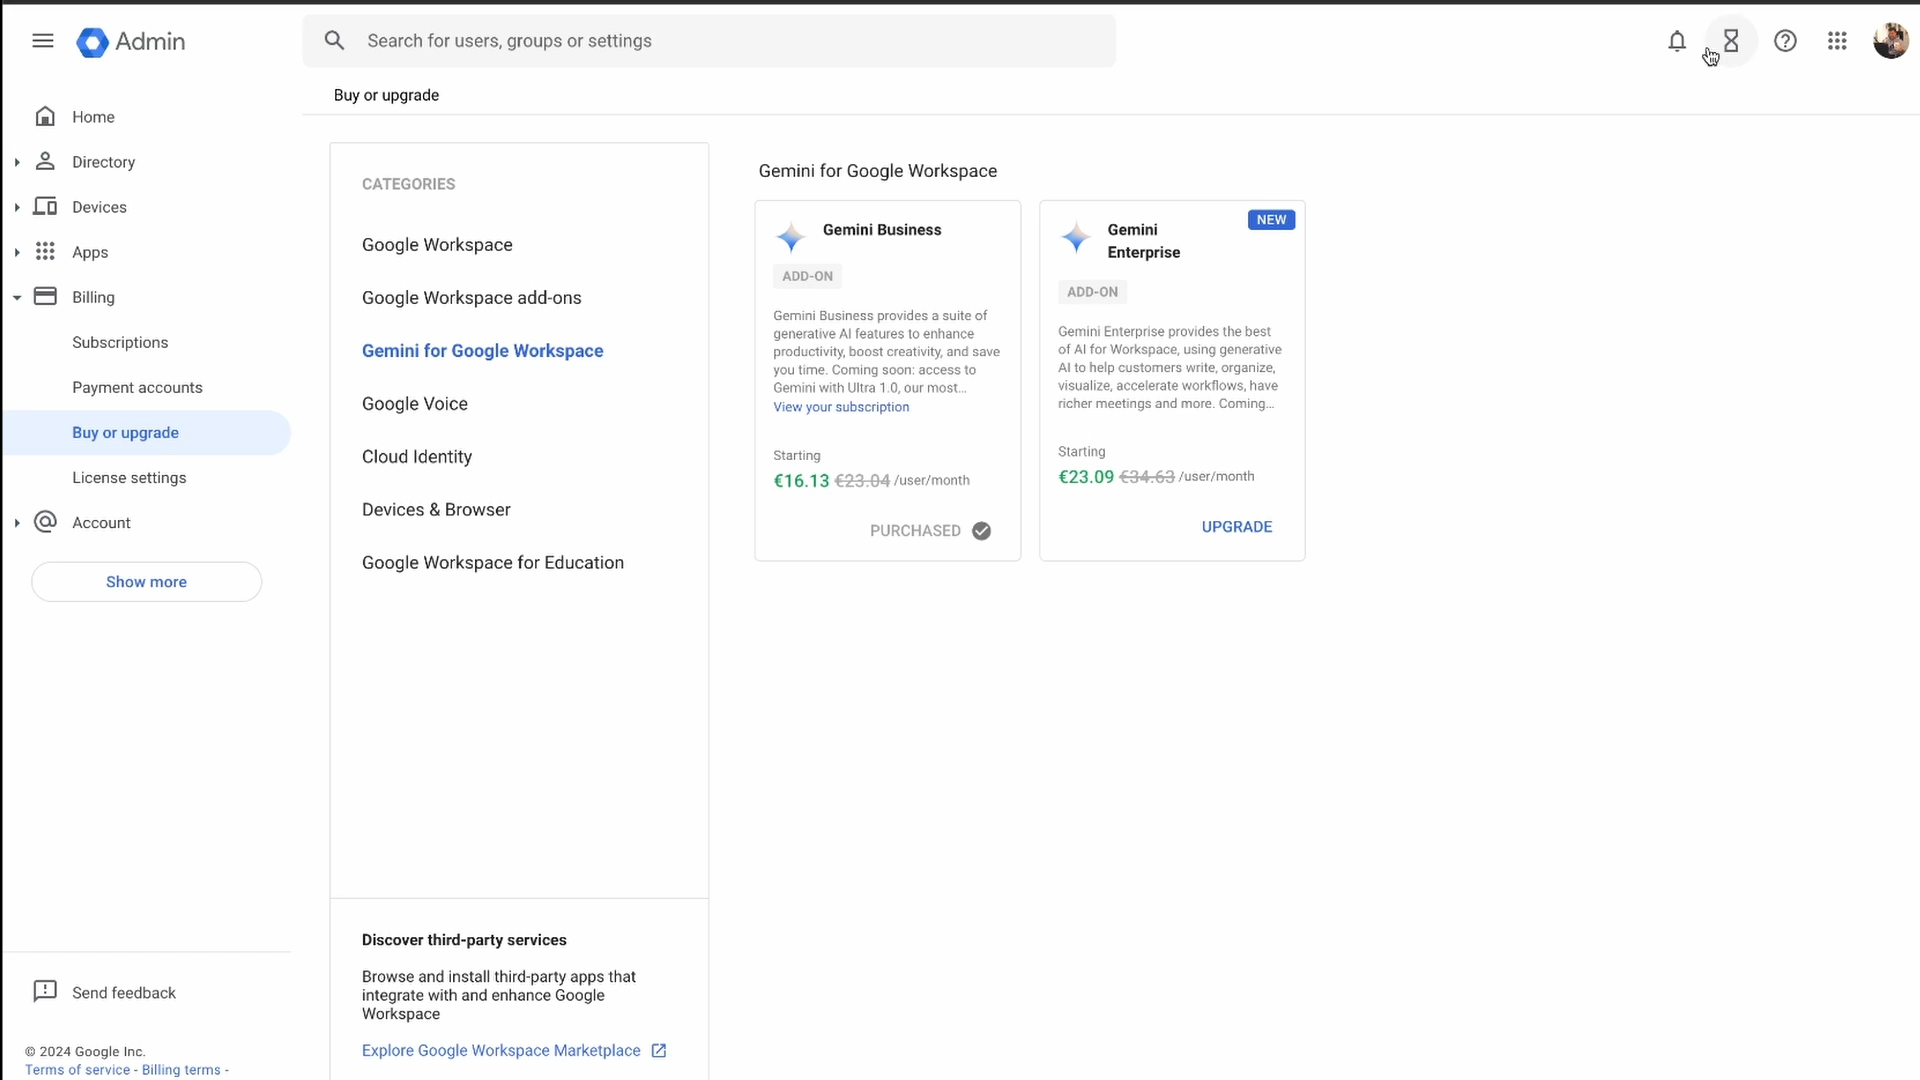 Admin
Search for users, groups or settings
Buy or upgrade
Home
Directory
Devices
Apps
Billing
Subscriptions
Payment accounts
Buy or upgrade
License settings
Account
Show more
Send feedback
© 2024 Google Inc.
Terms of service - Billing terms -
CATEGORIES
Google Workspace
Google Workspace add-ons
Gemini for Google Workspace
Google Voice
Cloud Identity
Devices & Browser
Google Workspace for Education
Discover third-party services
Browse and install third-party apps that
integrate with and enhance Google
Workspace
Explore Google Workspace Marketplace
Gemini for Google Workspace
Gemini Business
ADD-ON
Gemini Business provides a suite of
generative AI features to enhance
productivity, boost creativity, and save
you time. Coming soon: access to
Gemini with Ultra 1.0, our most...
View your subscription
Starting
€16.13 €23.04 /user/month
PURCHASED
NEW
Gemini
Enterprise
ADD-ON
Gemini Enterprise provides the best
of AI for Workspace, using generative
AI to help customers write, organize,
visualize, accelerate workflows, have
richer meetings and more. Coming...
Starting
€23.09 €34.63 /user/month
UPGRADE